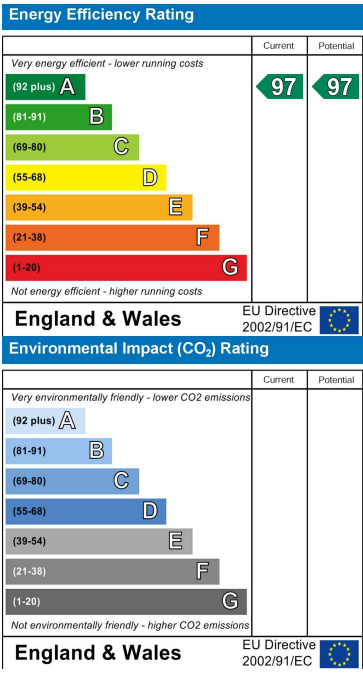 Energy Efficiency Rating
Current Potential
Very energy efficient - lower running costs
(92 plus) A 97 97
(81-91) B
(69-80) C
(55-68) D
(39-54) E
(21-38) F
(1-20) G
Not energy efficient - higher running costs
England & Wales EU Directive 2002/91/EC
Environmental Impact (CO₂) Rating
Current Potential
Very environmentally friendly - lower CO2 emissions
(92 plus) A
(81-91) B
(69-80) C
(55-68) D
(39-54) E
(21-38) F
(1-20) G
Not environmentally friendly - higher CO2 emissions
England & Wales EU Directive 2002/91/EC